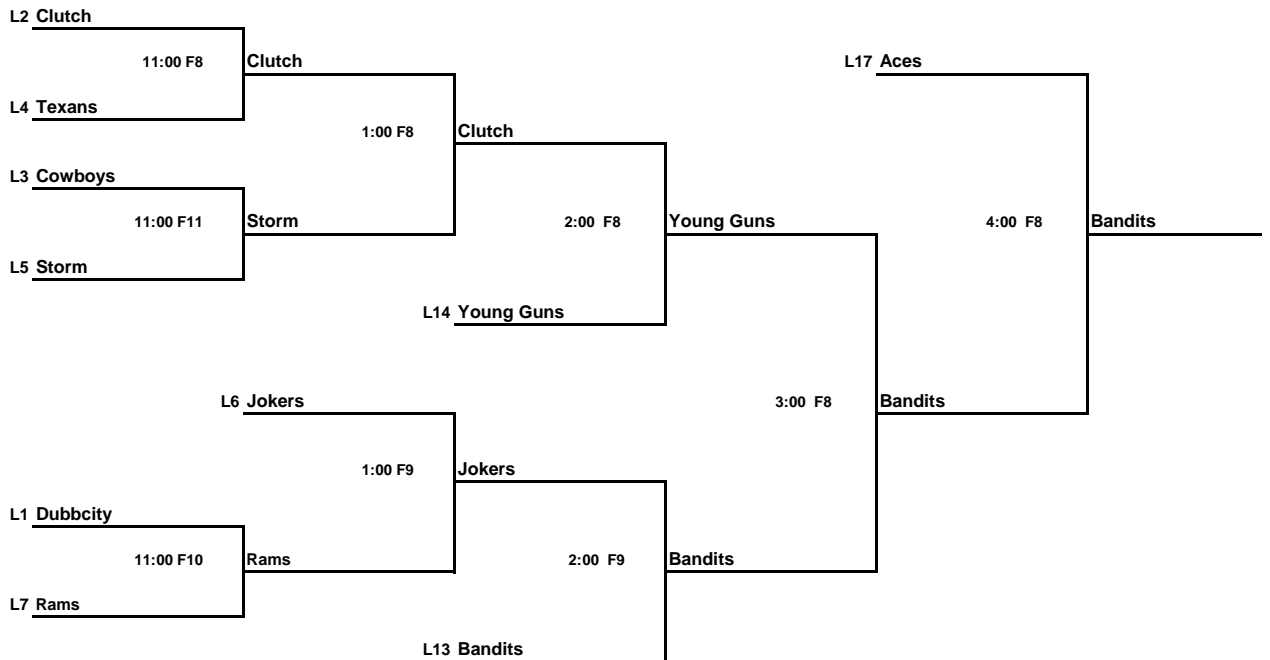 L2 Clutch
11:00 F8 Clutch L17 Aces
L4 Texans
1:00 F8 Clutch
L3 Cowboys
11:00 F11 Storm 2:00 F8 Young Guns 4:00 F8 Bandits
L5 Storm
L14 Young Guns
L6 Jokers 3:00 F8 Bandits
1:00 F9 Jokers
L1 Dubbcity
11:00 F10 Rams 2:00 F9 Bandits
L7 Rams
L13 Bandits